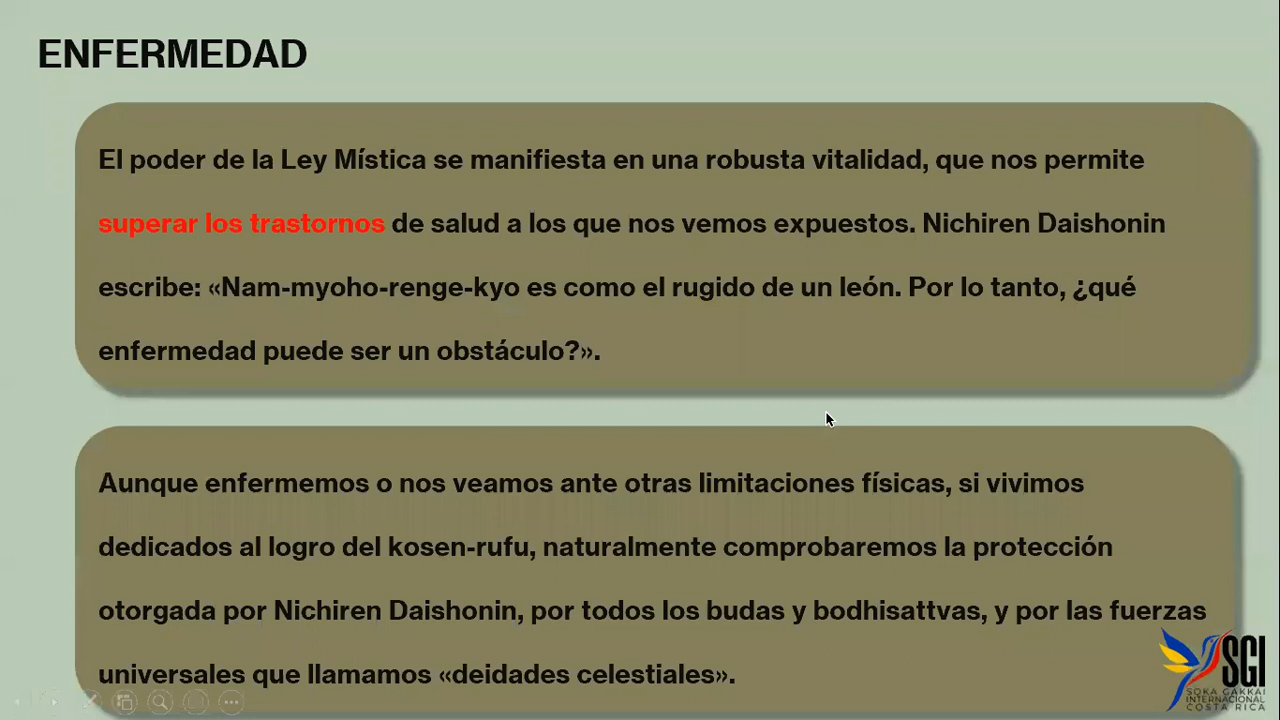 ENFERMEDAD
El poder de la Ley Mística se manifiesta en una robusta vitalidad, que nos permite
superar los trastornos de salud a los que nos vemos expuestos. Nichiren Daishonin
escribe: «Nam-myoho-renge-kyo es como el rugido de un león. Por lo tanto, ¿qué
enfermedad puede ser un obstáculo?».
Aunque enfermemos o nos veamos ante otras limitaciones físicas, si vivimos
dedicados al logro del kosen-rufu, naturalmente comprobaremos la protección
otorgada por Nichiren Daishonin, por todos los budas y bodhisattvas, y por las fuerzas
universales que llamamos «deidades celestiales».
SGI
SOKA GAKKAI
INTERNACIONAL
COSTA RICA